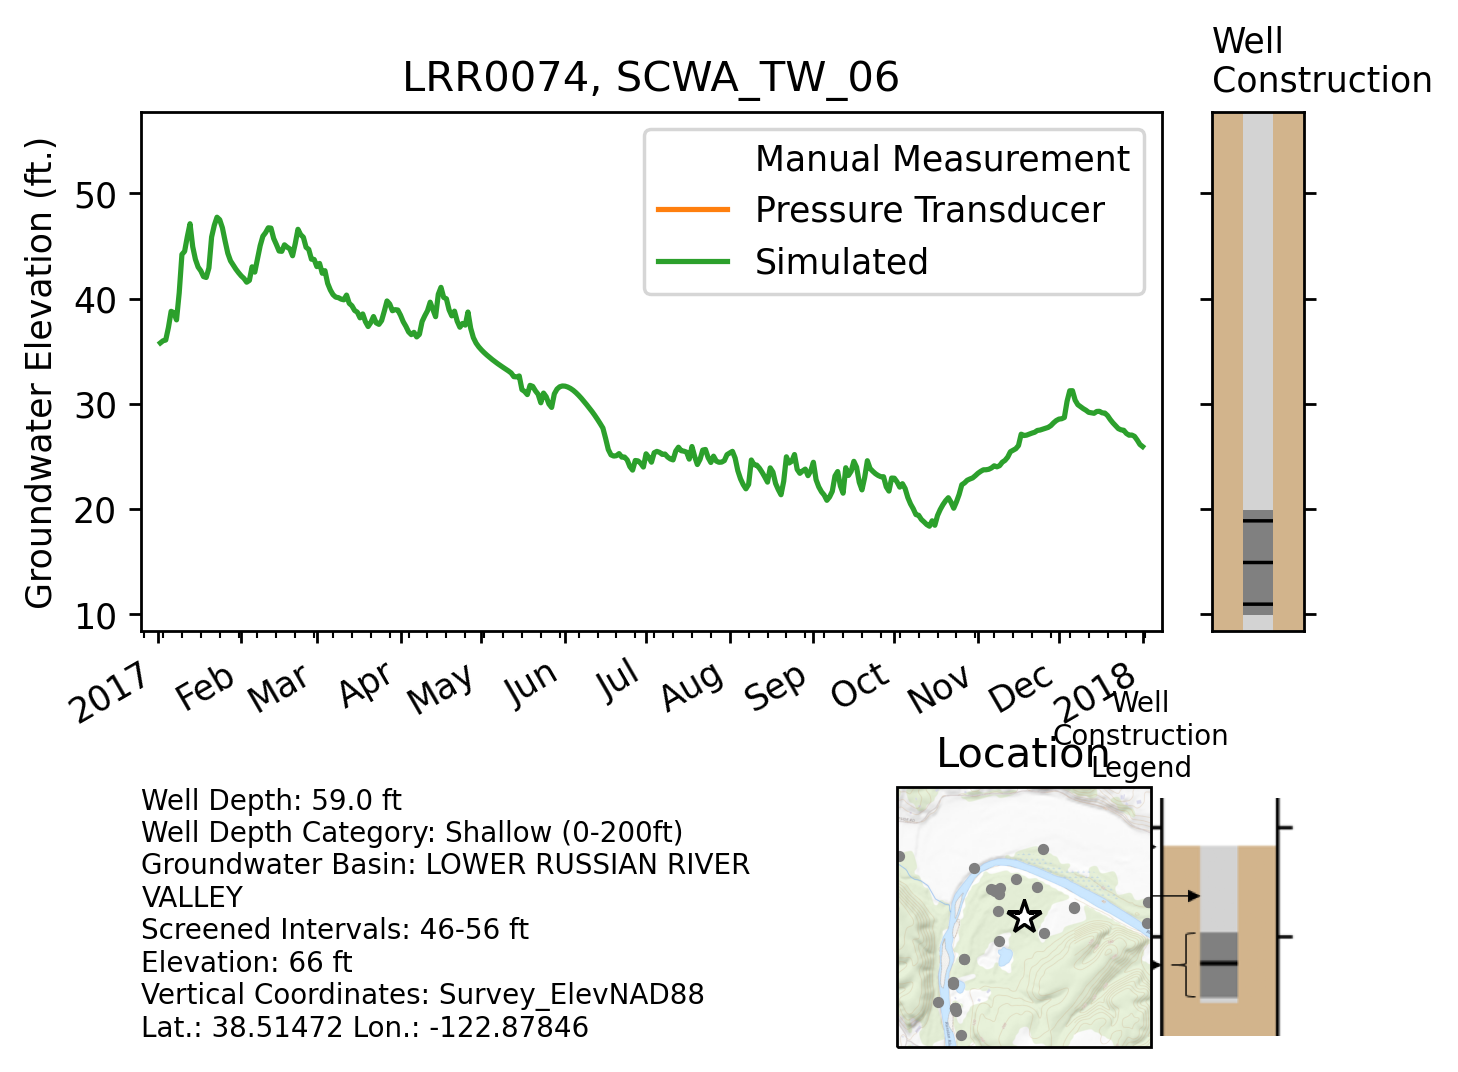 Well
Construction
LRR0074, SCWA_TW_06
Groundwater Elevation (ft.)
50
40
30
20
10
Manual Measurement
Pressure Transducer
Simulated
2017
Feb
Mar
Apr
May
Jun
Jul
Aug
Sep
Oct
Nov
Dec
2018
Well
Construction
Legend
Location
Well Depth: 59.0 ft
Well Depth Category: Shallow (0-200ft)
Groundwater Basin: LOWER RUSSIAN RIVER
VALLEY
Screened Intervals: 46-56 ft
Elevation: 66 ft
Vertical Coordinates: Survey_ElevNAD88
Lat.: 38.51472 Lon.: -122.87846